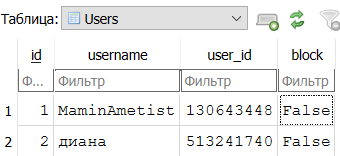 Таблица: Users
id username user_id block
Ф... Фильтр Фильтр Фильтр
1 1 MaminAmetist 130643448 False
2 2 диана 513241740 False